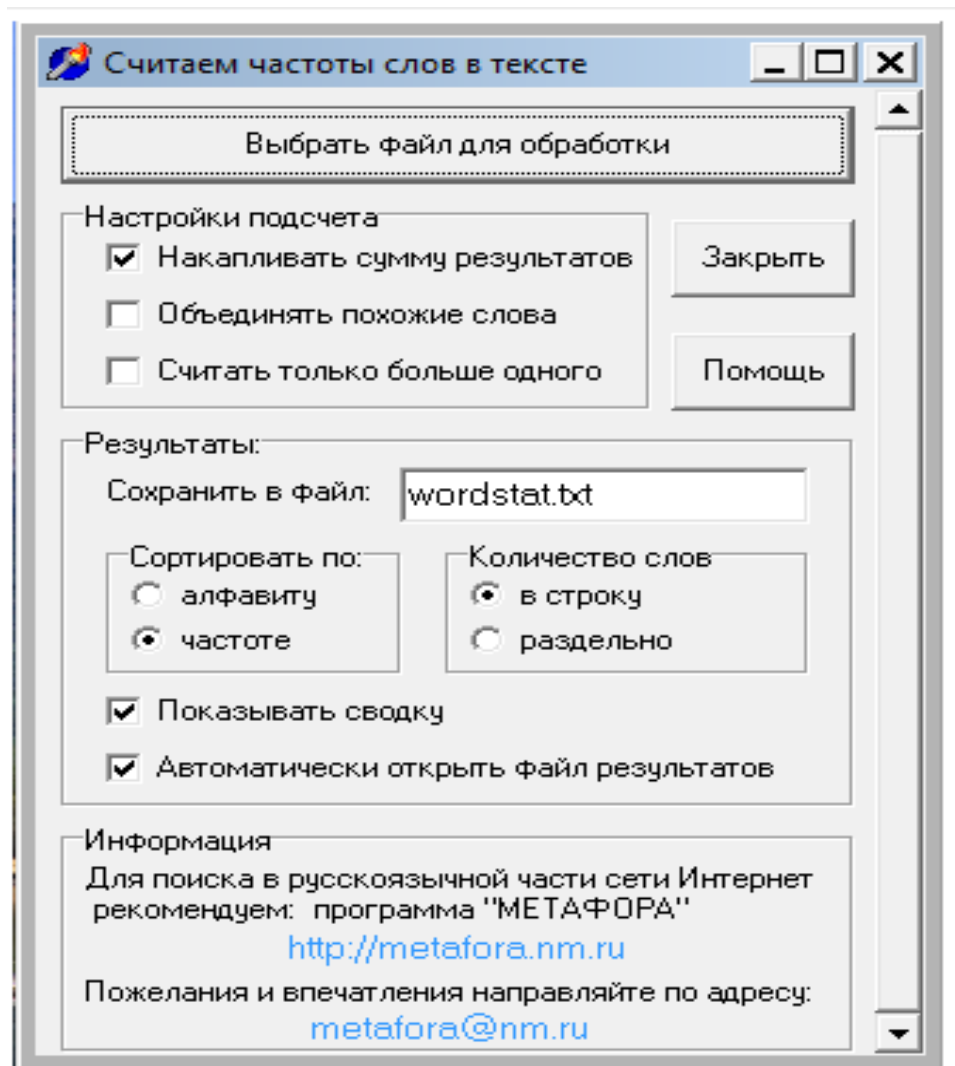 Считаем частоты слов в тексте
Выбрать файл для обработки
Настройки подсчета
Накапливать сумму результатов
Объединять похожие слова
Считать только больше одного
Закрыть
Помощь
Результаты:
Сохранить в файл: wordstat.txt
Сортировать по:
алфавиту
частоте
Количество слов
в строку
раздельно
Показывать сводку
Автоматически открыть файл результатов
Информация
Для поиска в русскоязычной части сети Интернет
рекомендуем: программа "МЕТАФОРА"
http://metafora.nm.ru
Пожелания и впечатления направляйте по адресу:
metafora@nm.ru